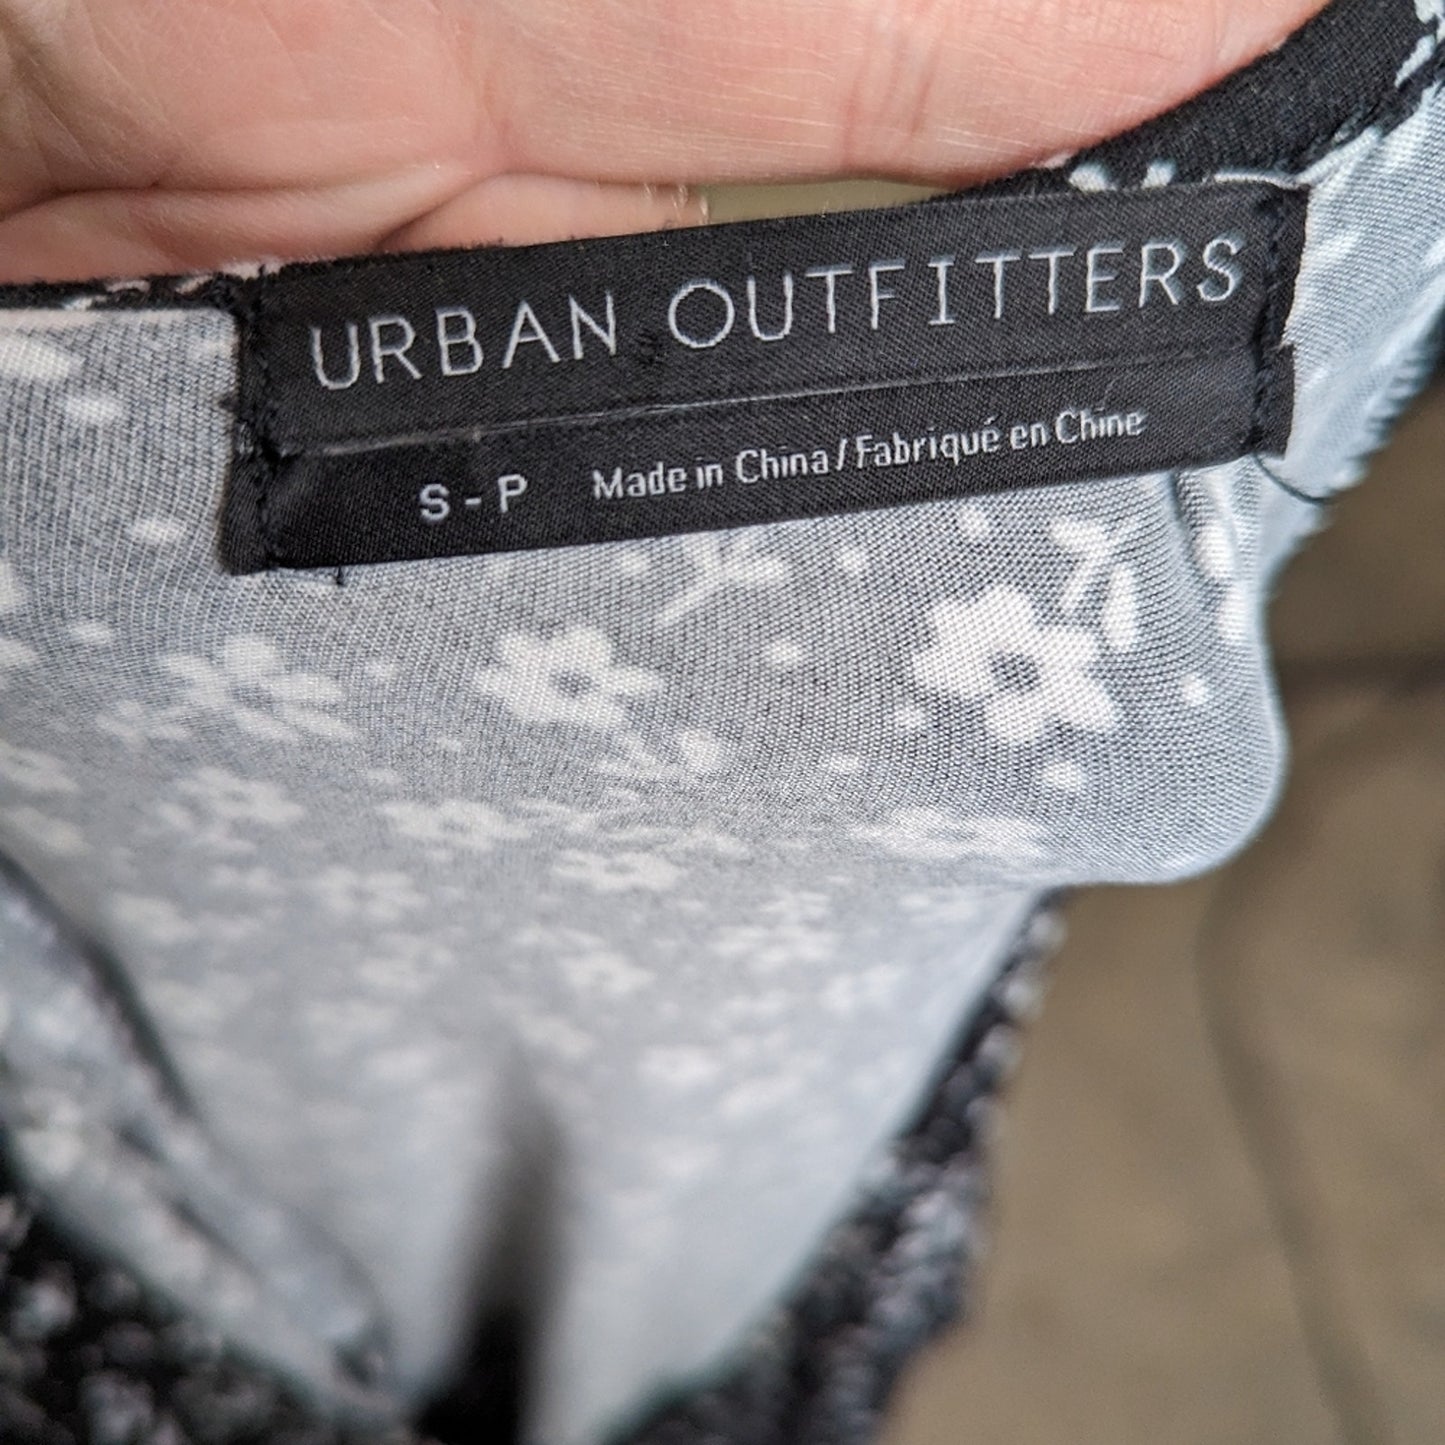 URBAN OUTFITTERS
S - P Made in China / Fabriqué en Chine